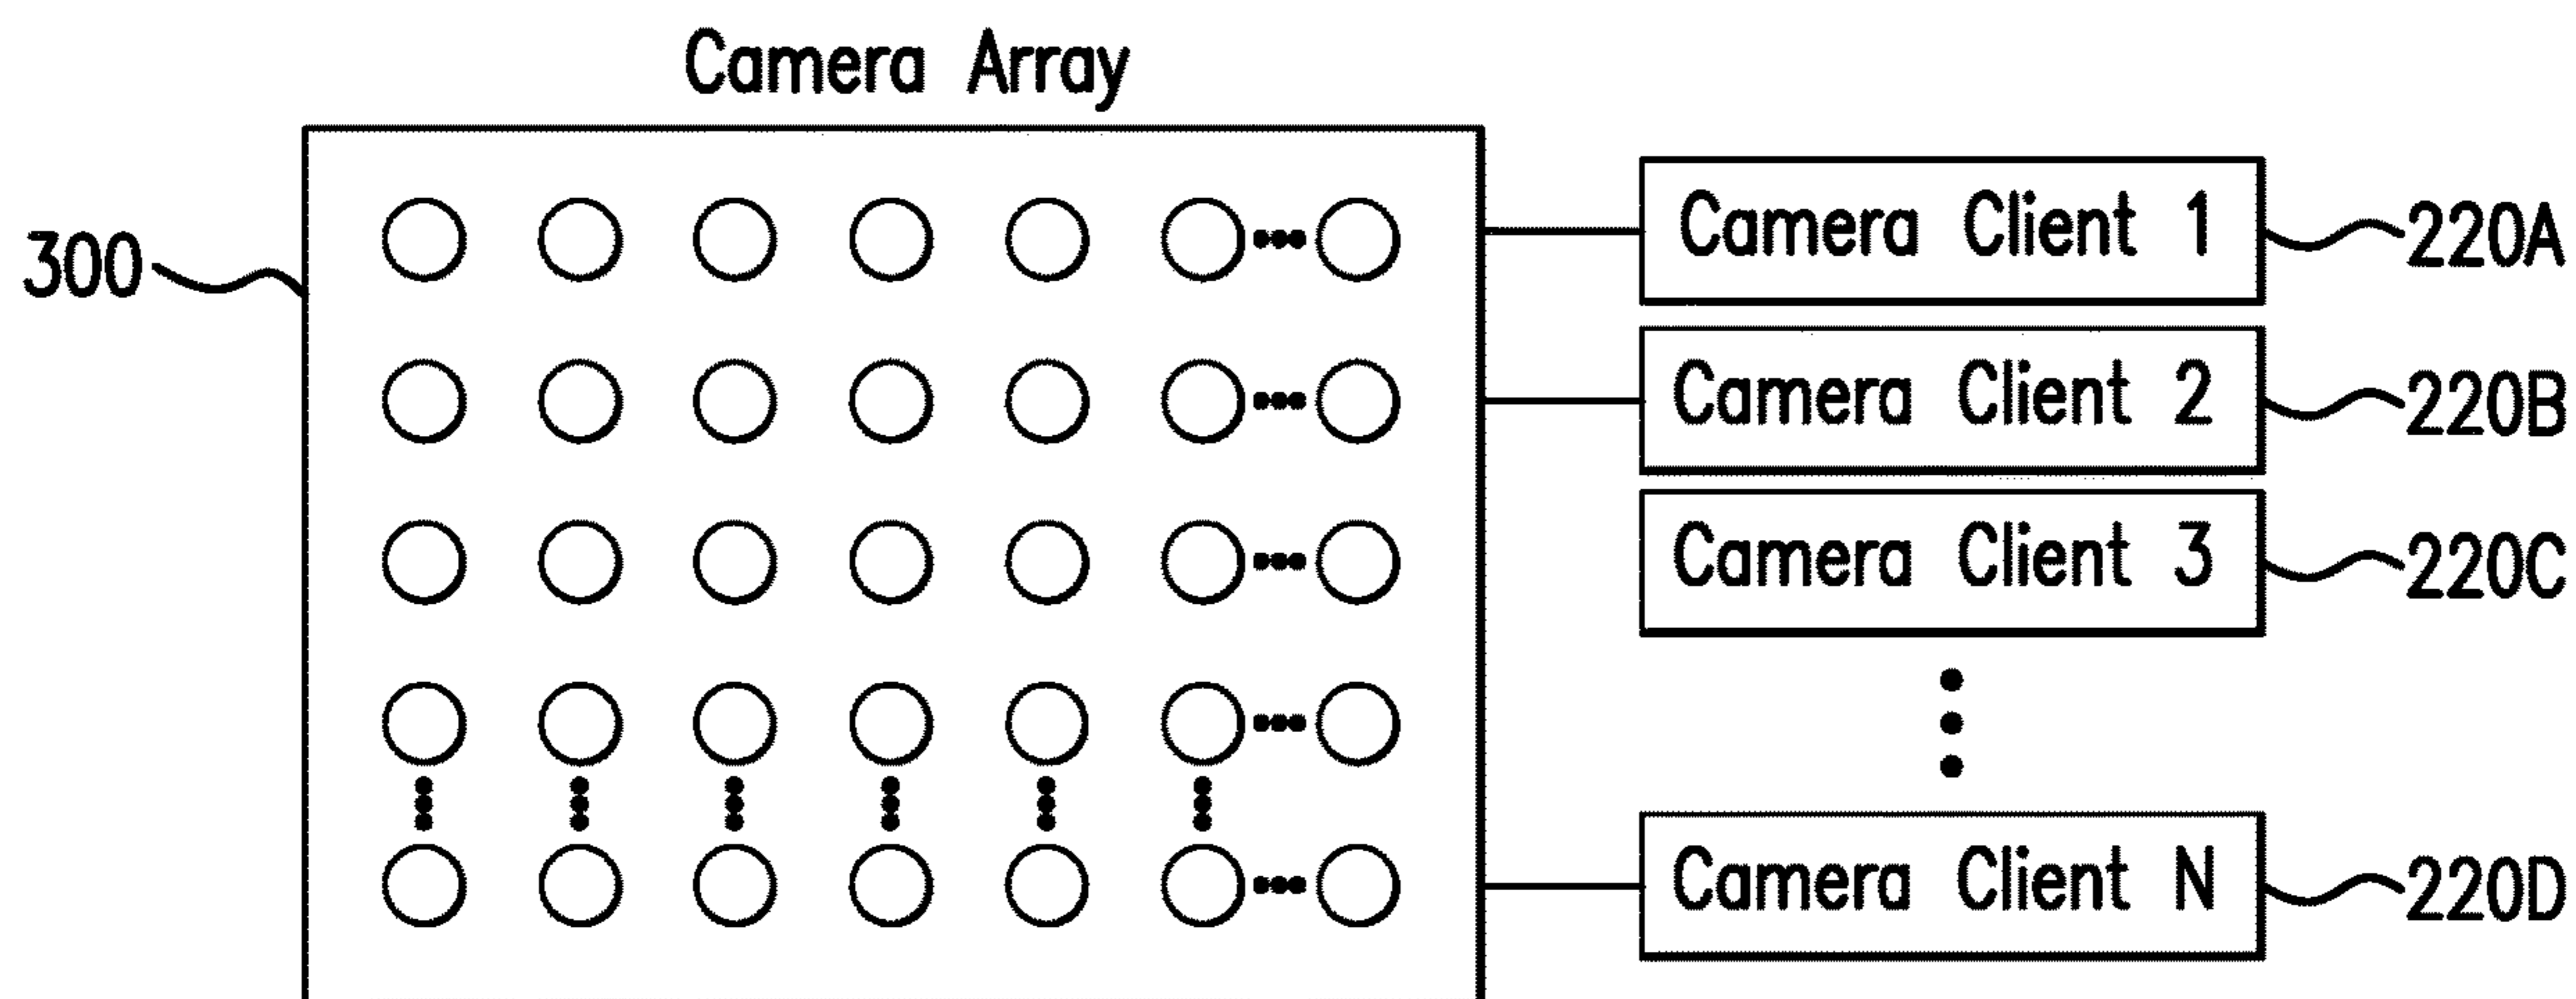 Camera Array
300
Camera Client 1
220A
Camera Client 2
220B
Camera Client 3
220C
Camera Client N
220D